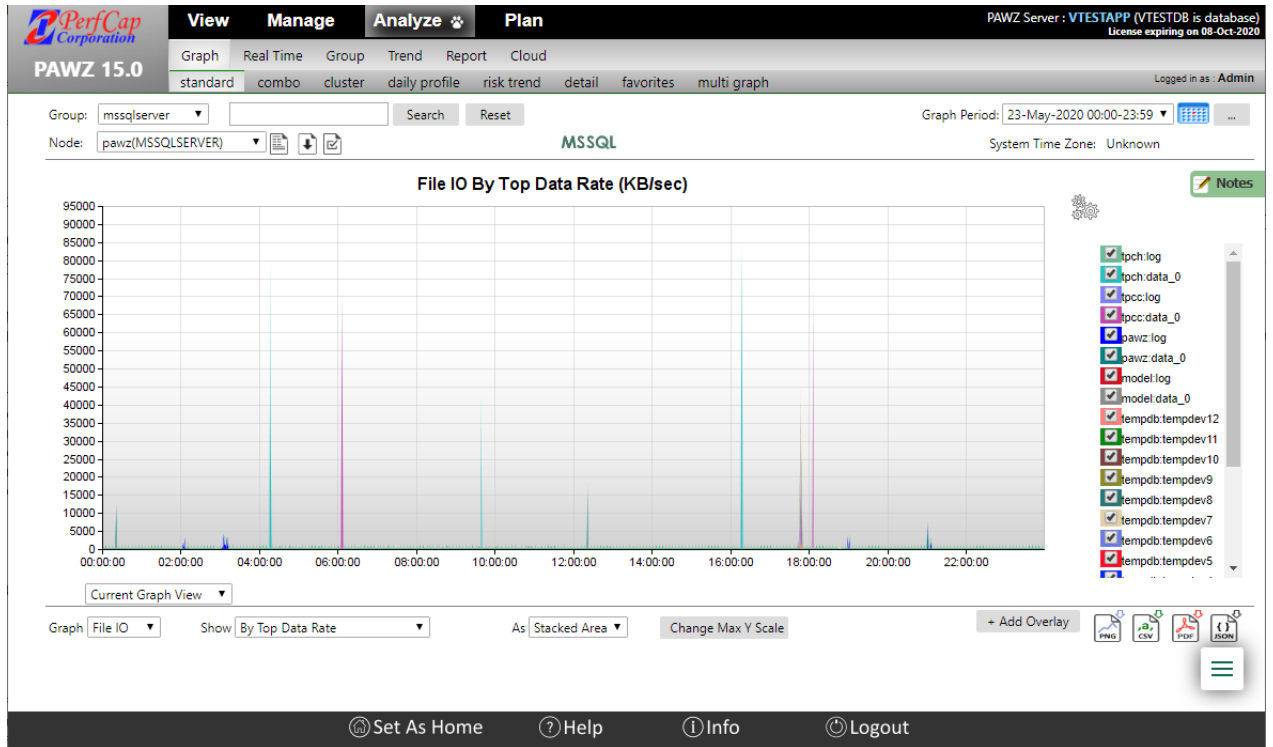 PerfCap
Corporation
PAWZ 15.0
View Manage Analyze Plan
PAWZ Server : VTESTAPP (VTESTDB is database)
License expiring on 08-Oct-2020
Graph Real Time Group Trend Report Cloud
standard combo cluster daily profile risk trend detail favorites multi graph
Logged in as : Admin
Group: mssqlserver Search Reset
Graph Period: 23-May-2020 00:00-23:59 ...
Node: pawz(MSSQLSERVER)
MSSQL
System Time Zone: Unknown
File IO By Top Data Rate (KB/sec)
Notes
95000
90000
85000
80000
75000
70000
65000
60000
55000
50000
45000
40000
35000
30000
25000
20000
15000
10000
5000
0
00:00:00 02:00:00 04:00:00 06:00:00 08:00:00 10:00:00 12:00:00 14:00:00 16:00:00 18:00:00 20:00:00 22:00:00
tpch:log
tpch:data_0
tpcc:log
tpcc:data_0
pawz:log
pawz:data_0
model:log
model:data_0
tempdb:tempdev12
tempdb:tempdev11
tempdb:tempdev10
tempdb:tempdev9
tempdb:tempdev8
tempdb:tempdev7
tempdb:tempdev6
tempdb:tempdev5
Current Graph View
Graph File IO Show By Top Data Rate As Stacked Area Change Max Y Scale
+ Add Overlay
PNG
,a,
CSV
PDF
{ }
JSON
Set As Home ? Help i Info Logout